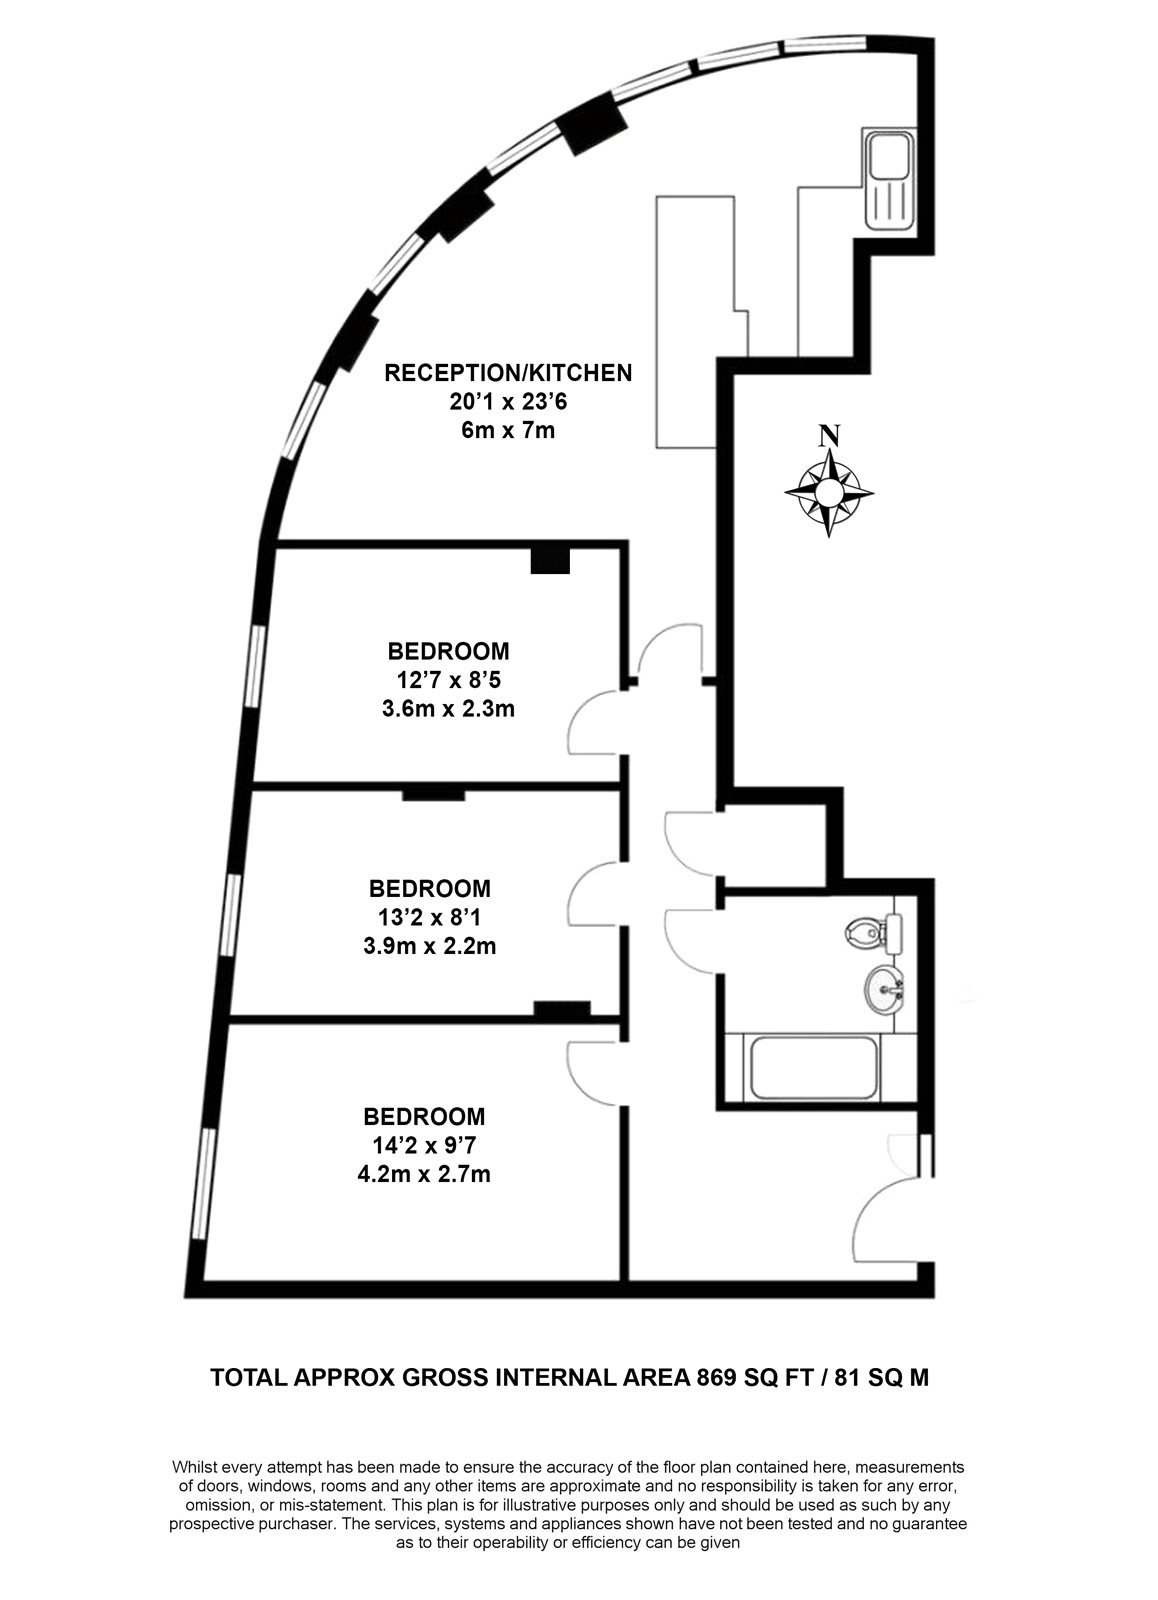 RECEPTION/KITCHEN
20’1 x 23’6
6m x 7m
N
BEDROOM
12’7 x 8’5
3.6m x 2.3m
BEDROOM
13’2 x 8’1
3.9m x 2.2m
BEDROOM
14’2 x 9’7
4.2m x 2.7m
TOTAL APPROX GROSS INTERNAL AREA 869 SQ FT / 81 SQ M
Whilst every attempt has been made to ensure the accuracy of the floor plan contained here, measurements
of doors, windows, rooms and any other items are approximate and no responsibility is taken for any error,
omission, or mis-statement. This plan is for illustrative purposes only and should be used as such by any
prospective purchaser. The services, systems and appliances shown have not been tested and no guarantee
as to their operability or efficiency can be given